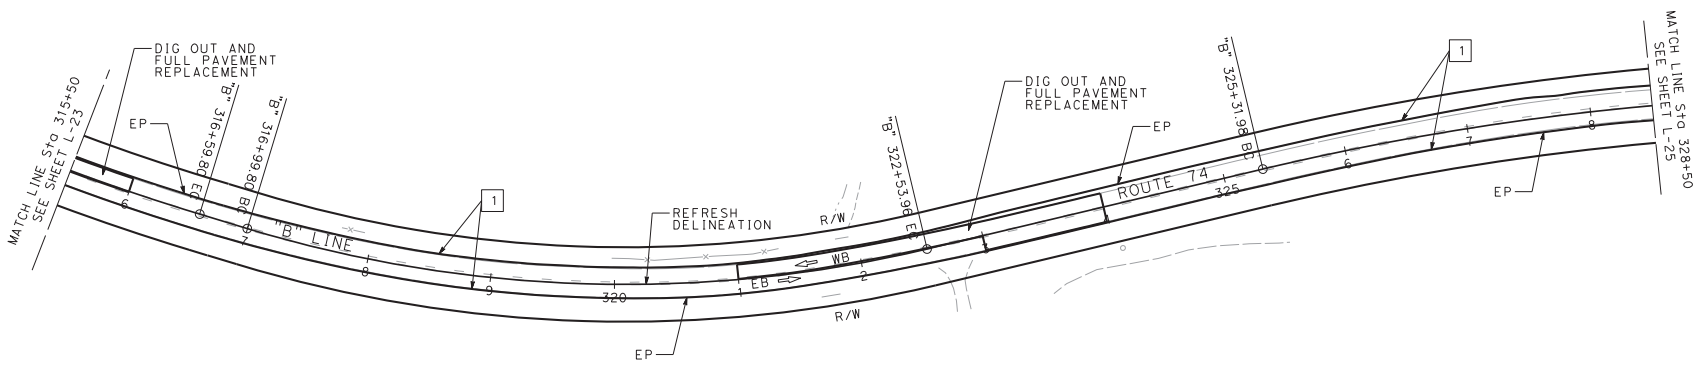 DIG OUT AND
FULL PAVEMENT
REPLACEMENT
MATCH LINE Sta 315+50
SEE SHEET L-23
EP
"B" 316+59.80 EC
"B" 316+99.80 BC
6
7
"B" LINE
8
9
1
320
REFRESH
DELINEATION
EP
R/W
R/W
1
EB
WB
2
"B" 322+53.96 EC
3
DIG OUT AND
FULL PAVEMENT
REPLACEMENT
EP
4
ROUTE 74
325
"B" 325+31.98 BC
6
1
7
EP
8
MATCH LINE Sta 328+50
SEE SHEET L-25